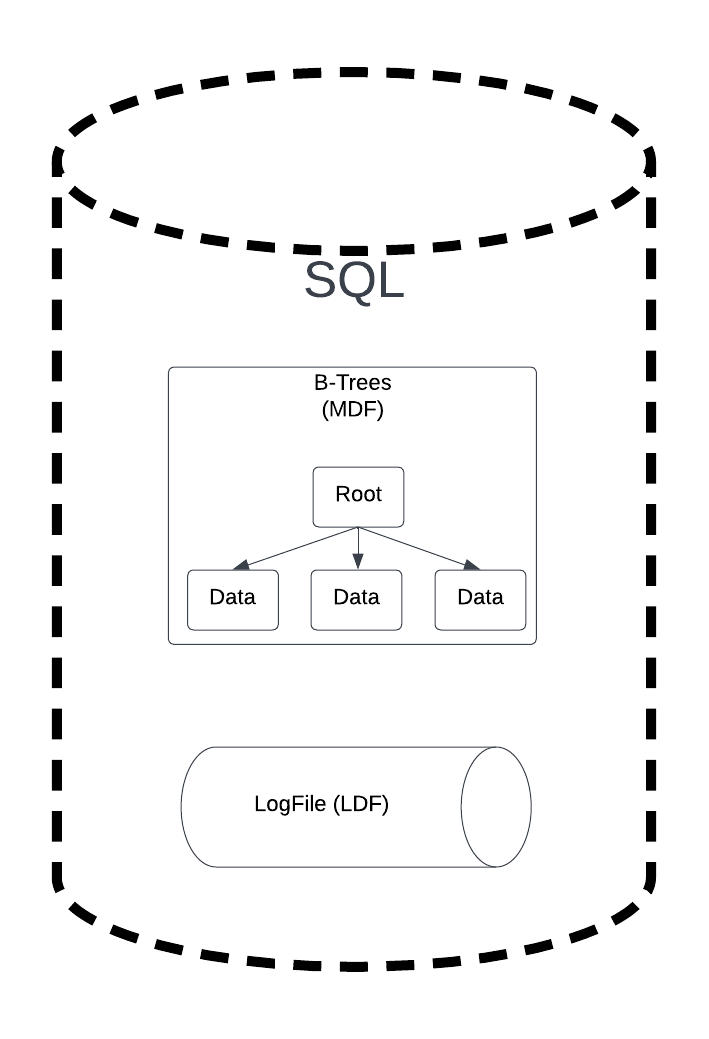 SQL
B-Trees
(MDF)
Root
Data
Data
Data
LogFile (LDF)